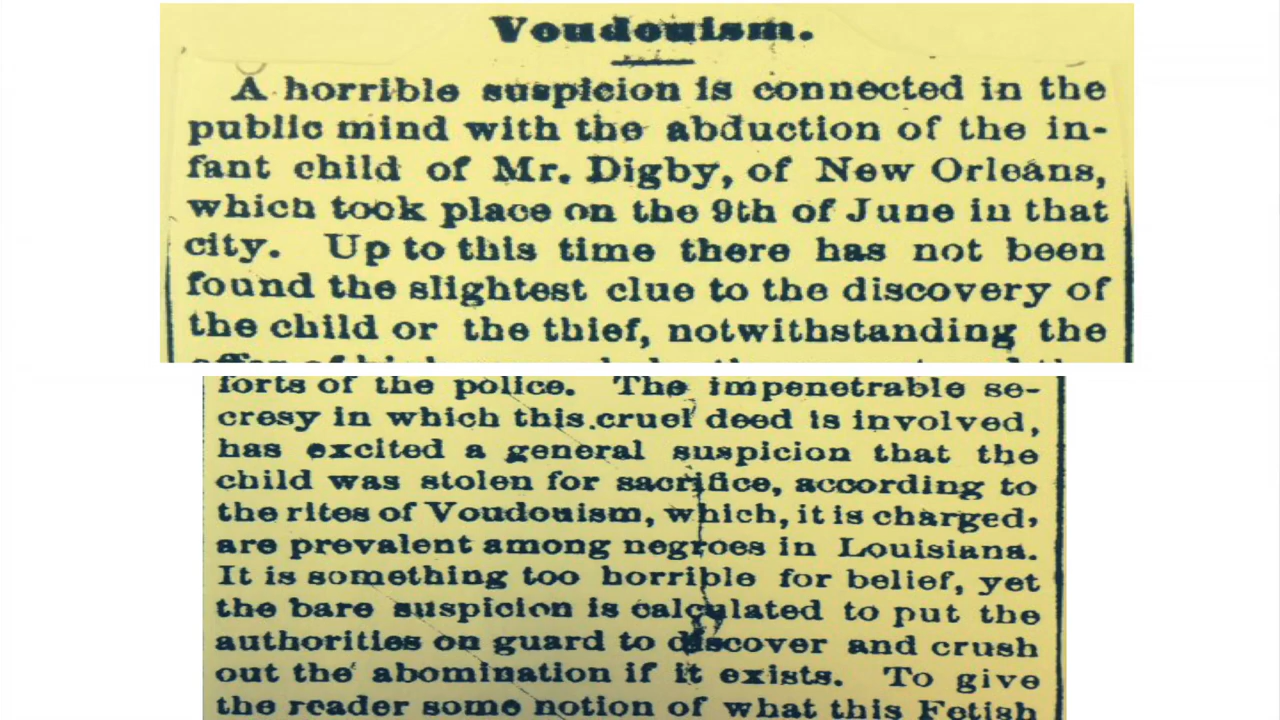 Voudouism.
A horrible suspicion is connected in the
public mind with the abduction of the in-
fant child of Mr. Digby, of New Orleans,
which took place on the 9th of June in that
city. Up to this time there has not been
found the slightest clue to the discovery of
the child or the thief, notwithstanding the
forts of the police. The impenetrable se-
cresy in which this cruel deed is involved,
has excited a general suspicion that the
child was stolen for sacrifice, according to
the rites of Voudouism, which, it is charged,
are prevalent among negroes in Louisiana.
It is something too horrible for belief, yet
the bare suspicion is calculated to put the
authorities on guard to discover and crush
out the abomination if it exists. To give
the reader some notion of what this Fetish